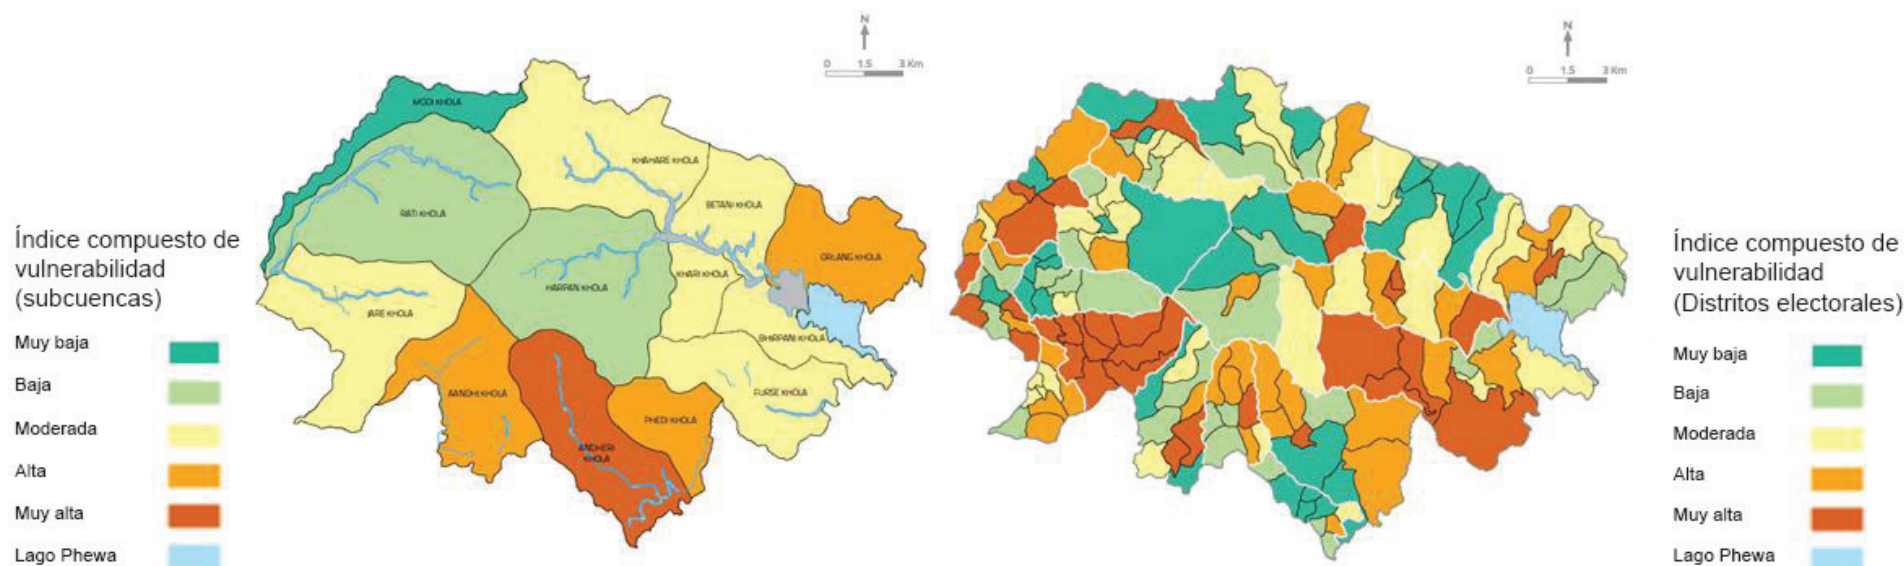 N
0 1.5 3 Km
MODI KHOLA
KHAHARE KHOLA
RATI KHOLA
BETANI KHOLA
ORLANG KHOLA
KHARI KHOLA
HARPAN KHOLA
JARE KHOLA
BHIRPANI KHOLA
FURSE KHOLA
AANDHI KHOLA
PHEDI KHOLA
ANDHERI
KHOLA
Índice compuesto de
vulnerabilidad
(subcuencas)
Muy baja
Baja
Moderada
Alta
Muy alta
Lago Phewa
N
0 1.5 3 Km
Índice compuesto de
vulnerabilidad
(Distritos electorales)
Muy baja
Baja
Moderada
Alta
Muy alta
Lago Phewa